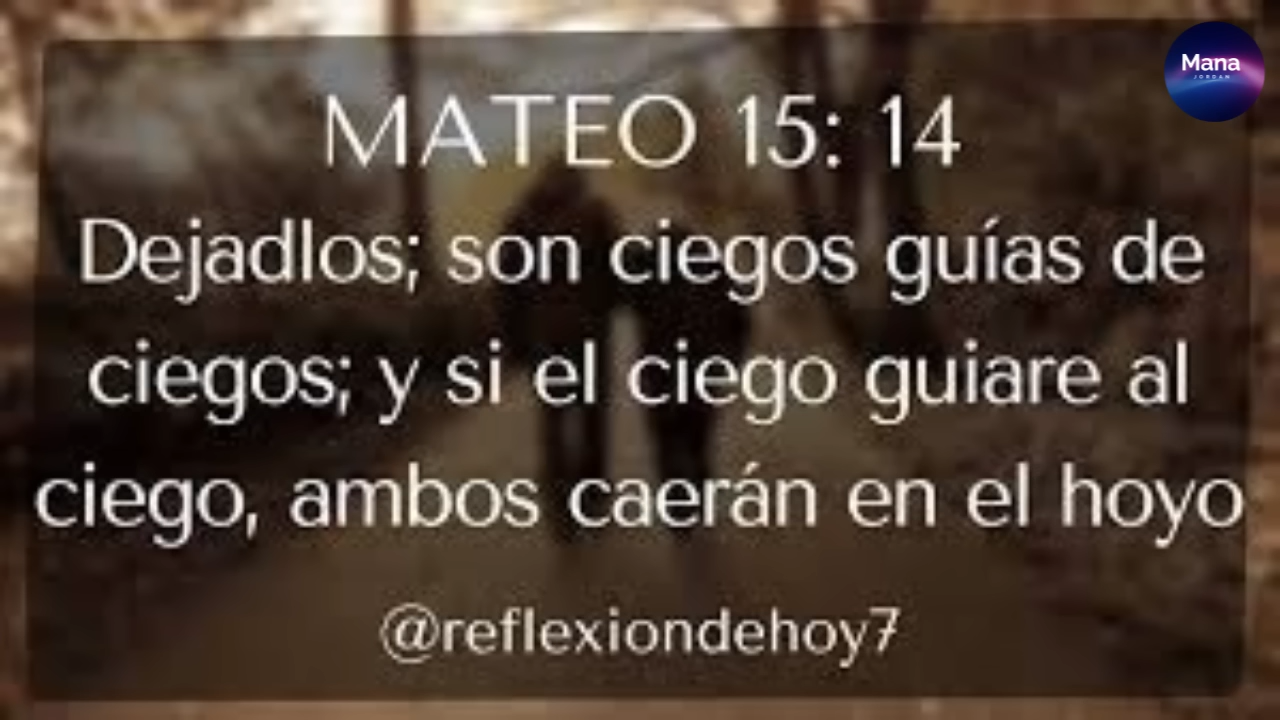 Mana
JORDAN
MATEO 15: 14
Dejadlos; son ciegos guías de
ciegos; y si el ciego guiare al
ciego, ambos caerán en el hoyo
@reflexiondehoy7